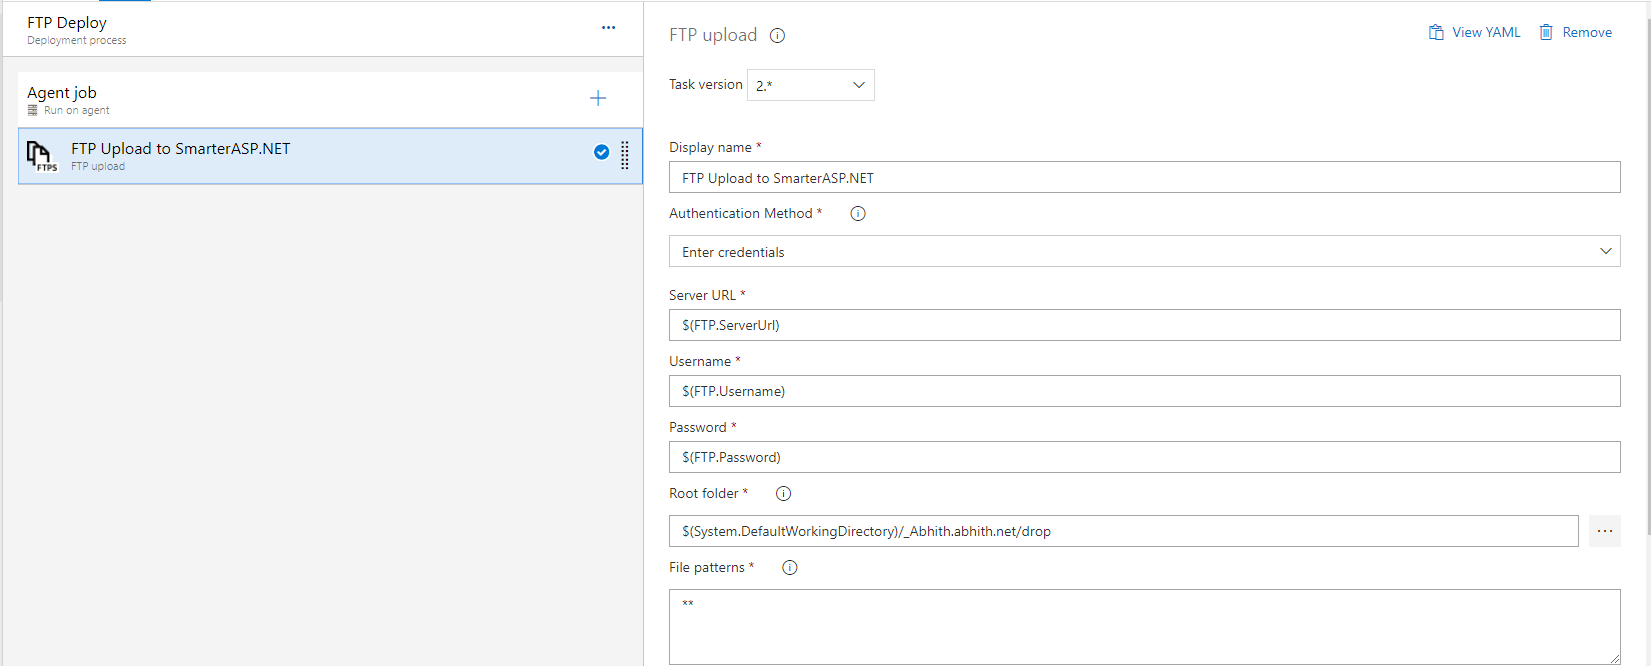 FTP Deploy
Deployment process
...
Agent job
Run on agent
FTPS
FTP Upload to SmarterASP.NET
FTP upload
FTP upload
View YAML
Remove
Task version
2.*
Display name *
FTP Upload to SmarterASP.NET
Authentication Method *
Enter credentials
Server URL *
$(FTP.ServerUrl)
Username *
$(FTP.Username)
Password *
$(FTP.Password)
Root folder *
$(System.DefaultWorkingDirectory)/_Abhith.abhith.net/drop
...
File patterns *
**